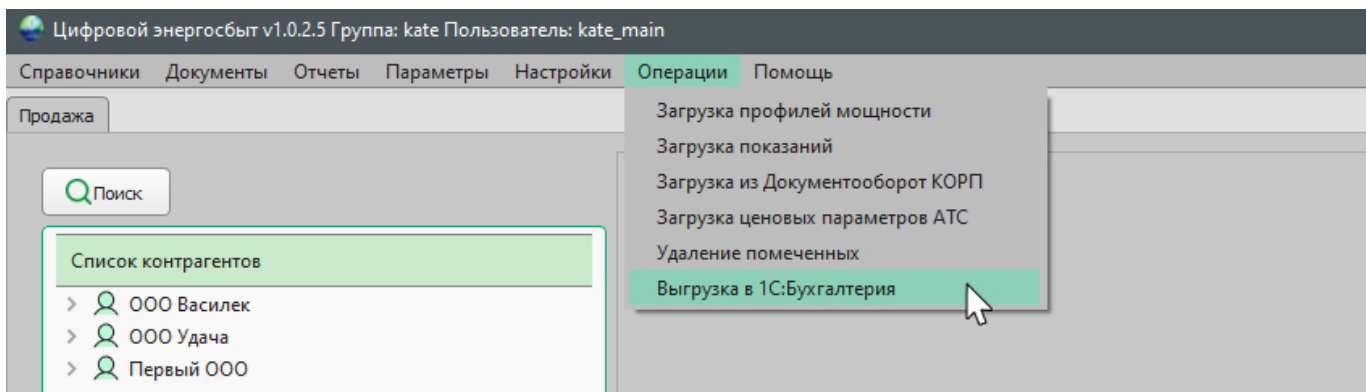 Цифровой энергосбыт v1.0.2.5 Группа: kate Пользователь: kate_main
Справочники Документы Отчеты Параметры Настройки Операции Помощь
Продажа
Загрузка профилей мощности
Загрузка показаний
Загрузка из Документооборот КОРП
Загрузка ценовых параметров АТС
Удаление помеченных
Выгрузка в 1С:Бухгалтерия
Поиск
Список контрагентов
ООО Василек
ООО Удача
Первый ООО